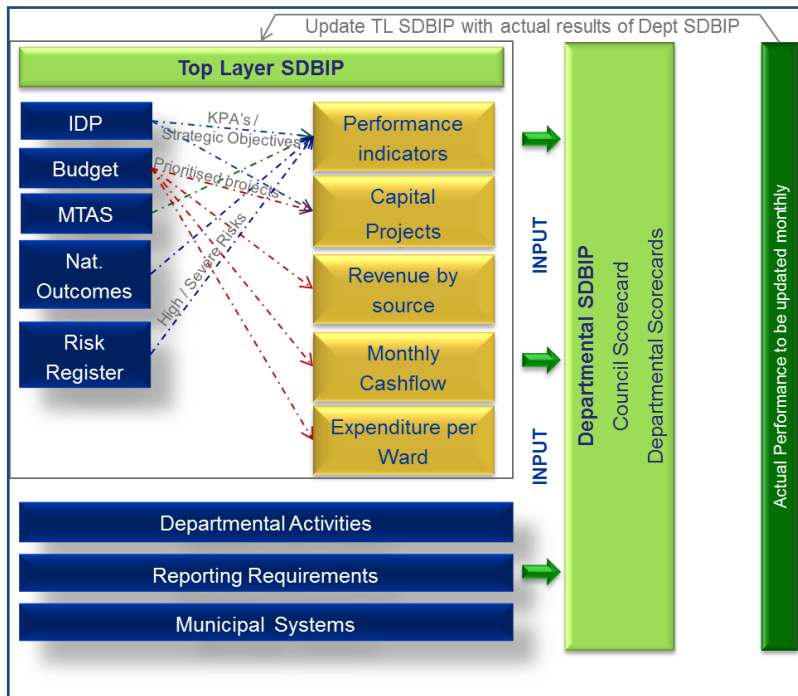 Update TL SDBIP with actual results of Dept SDBIP
Top Layer SDBIP
IDP
Budget
MTAS
Nat.
Outcomes
Risk
Register
KPA's /
Strategic Objectives
Prioritised projects
High / Severe Risks
Performance
indicators
Capital
Projects
Revenue by
source
Monthly
Cashflow
Expenditure per
Ward
INPUT
INPUT
Departmental SDBIP
Council Scorecard
Departmental Scorecards
Actual Performance to be updated monthly
Departmental Activities
Reporting Requirements
Municipal Systems